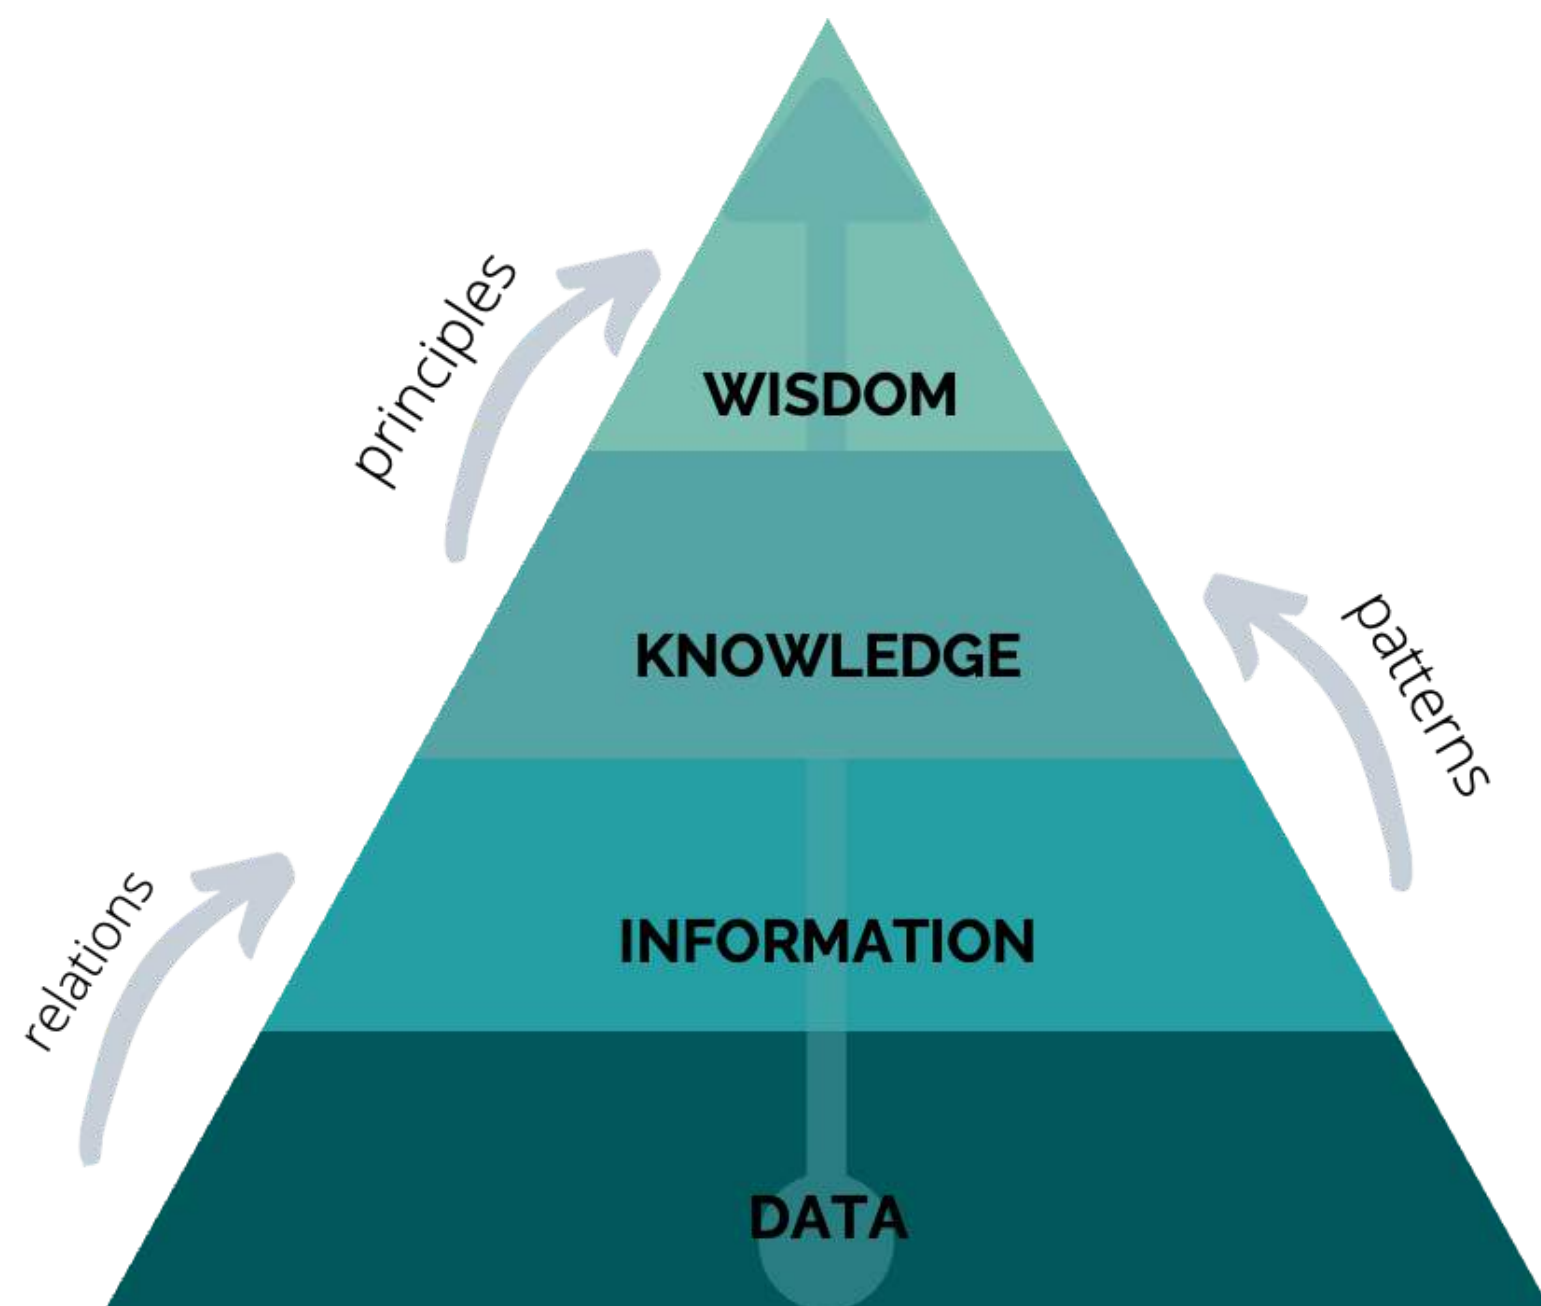 principles
WISDOM
KNOWLEDGE
patterns
relations
INFORMATION
DATA